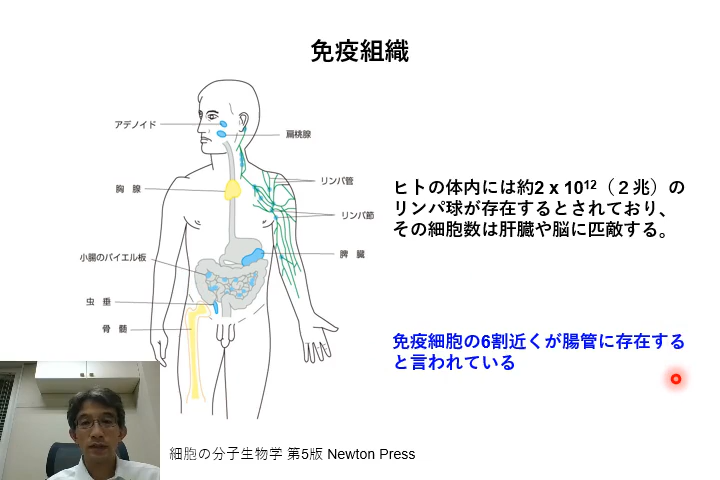 免疫組織
アデノイド
扁桃腺
胸 腺
リンパ管
リンパ節
小腸のパイエル板
脾 臓
虫 垂
骨 髄
ヒトの体内には約2 x 10¹²（２兆）の
リンパ球が存在するとされており、
その細胞数は肝臓や脳に匹敵する。
免疫細胞の6割近くが腸管に存在する
と言われている
細胞の分子生物学 第5版 Newton Press